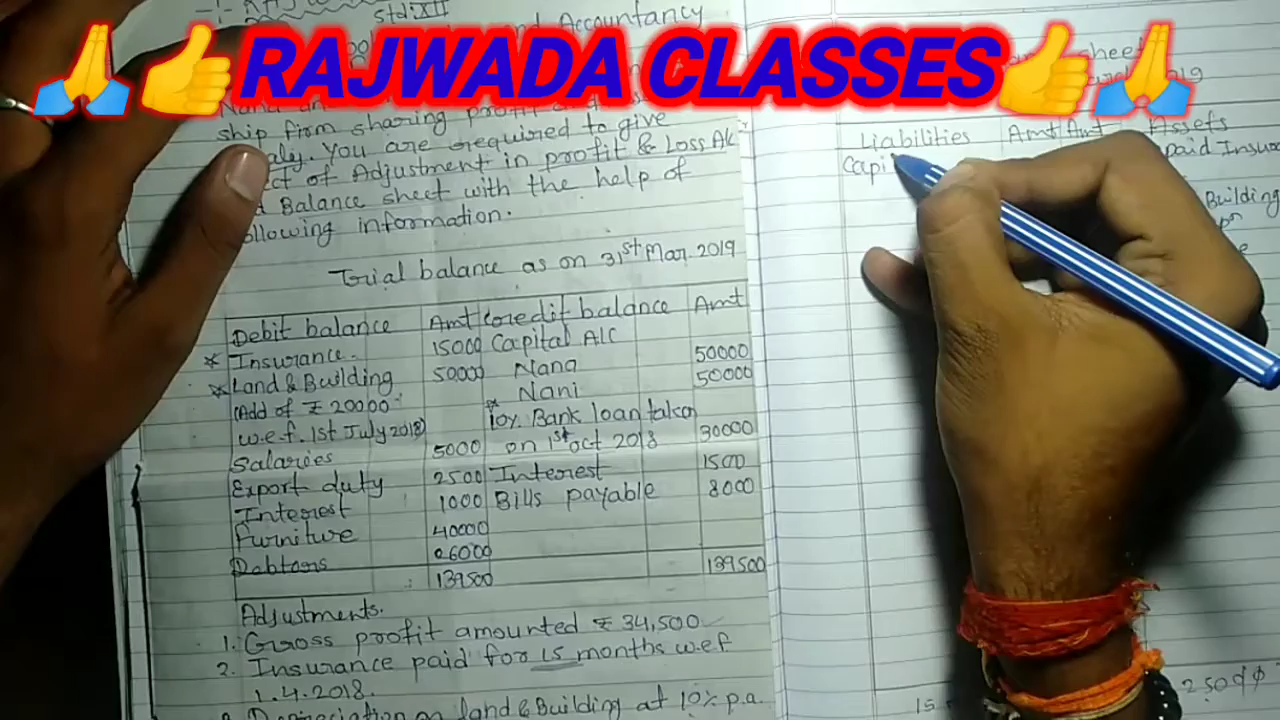 RAJWADA CLASSES
std XII
Accountancy
ship from sharing profit
You are required to give
of Adjustment in profit & Loss A/c
Balance sheet with the help of
following information.
Trial balance as on 31st Mar. 2019
Debit balance Amt Credit balance Amt
* Insurance. 15000 Capital A/C
* Land & Building 50000 Nana 50000
(Add of ₹ 20000 Nani 50000
w.e.f. 1st July 2018) * 10% Bank loan taken
Salaries 5000 on 1st Oct 2018 30000
Export duty 2500 Interest 1500
Interest 1000 Bills payable 8000
Furniture 40000
Debtors 26000
139500 139500
Adjustments.
1. Gross profit amounted ₹ 34,500
2. Insurance paid for 15 months w.e.f
1.4.2018.
Depreciation on land & Building at 10% p.a.
sheet
19
Liabilities Amt Amt Assets
Capi paid Insu
Building